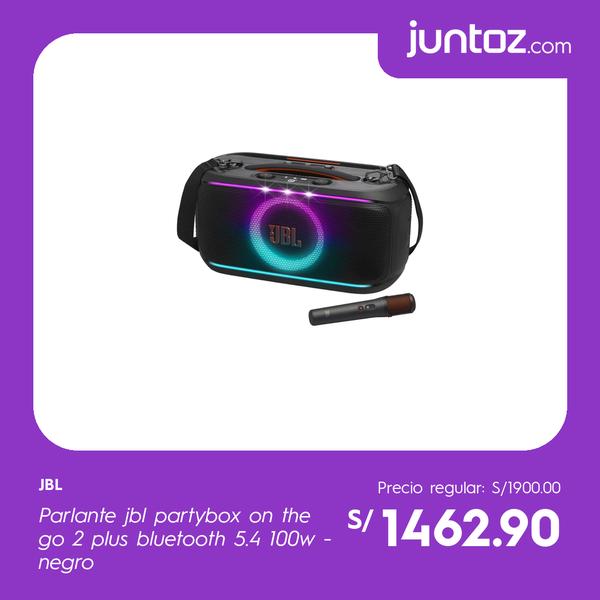 juntoz.com
JBL
JBL
Parlante jbl partybox on the
go 2 plus bluetooth 5.4 100w -
negro
Precio regular: S/1900.00
S/ 1462.90